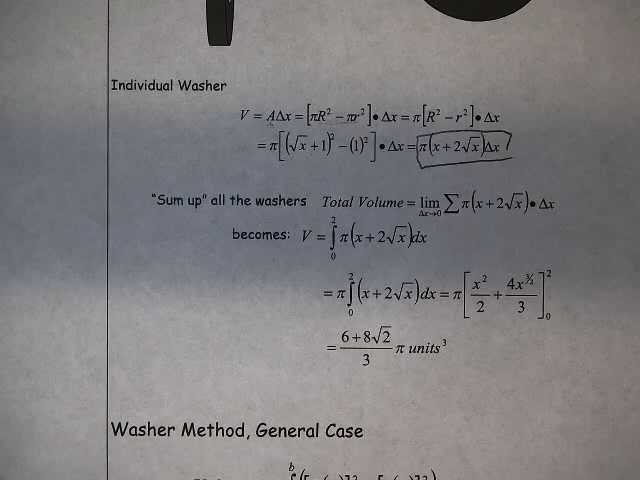 Individual Washer
V = AΔx = [πR² − πr²]• Δx = π[R² − r²]• Δx
= π[(√x + 1)² − (1)²]• Δx = π(x + 2√x)Δx
"Sum up" all the washers Total Volume = lim Δx→0 ∑ π(x + 2√x)• Δx
becomes: V = ∫₀² π(x + 2√x)dx
= π∫₀² (x + 2√x)dx = π[x²/2 + 4x^(3/2)/3]₀²
= (6 + 8√2)/3 π units³
Washer Method, General Case